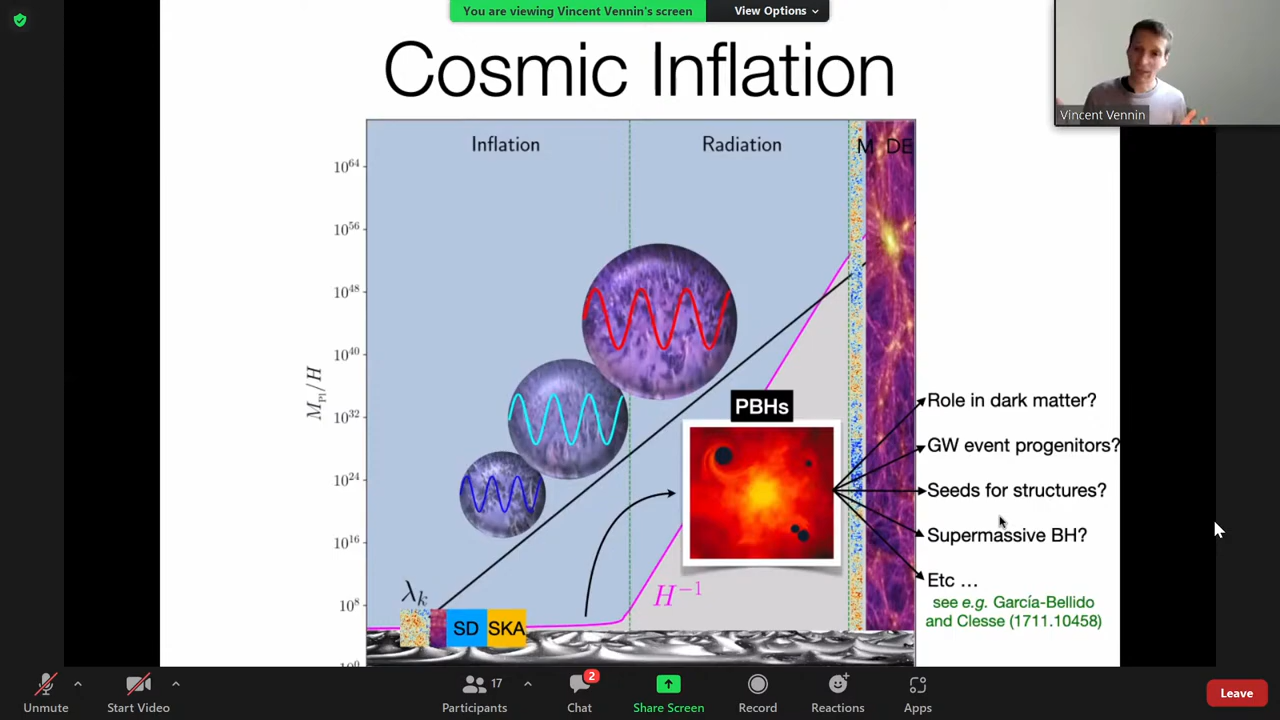 You are viewing Vincent Vennin's screen
View Options
Cosmic Inflation
Vincent Vennin
Inflation
Radiation
M
DE
10^64
10^56
10^48
10^40
10^32
10^24
10^16
10^8
10^0
M_Pl/H
PBHs
Role in dark matter?
GW event progenitors?
Seeds for structures?
Supermassive BH?
Etc …
see e.g. García-Bellido
and Clesse (1711.10458)
λ_k
H^−1
SD
SKA
Unmute
Start Video
17
Participants
2
Chat
Share Screen
Record
Reactions
Apps
Leave